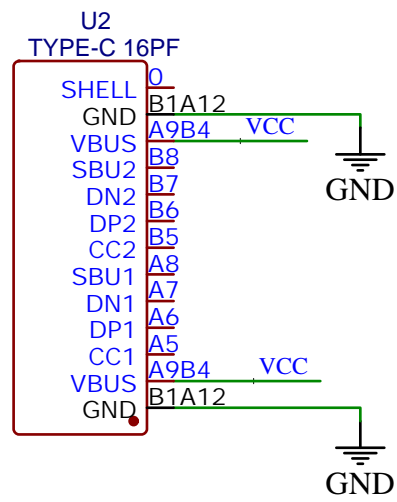 U2
TYPE-C 16PF
SHELL 0
GND B1A12
VBUS A9B4 VCC
SBU2 B8
GND
DN2 B7
DP2 B6
CC2 B5
SBU1 A8
DN1 A7
DP1 A6
CC1 A5
VBUS A9B4 VCC
GND B1A12
GND